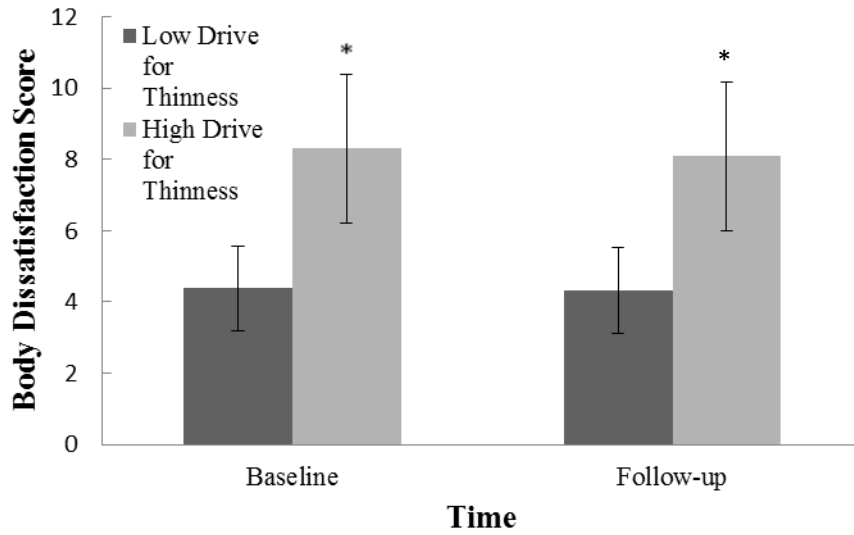 Body Dissatisfaction Score
12
10
8
6
4
2
0
Low Drive
for
Thinness
High Drive
for
Thinness
*
*
Baseline
Follow-up
Time